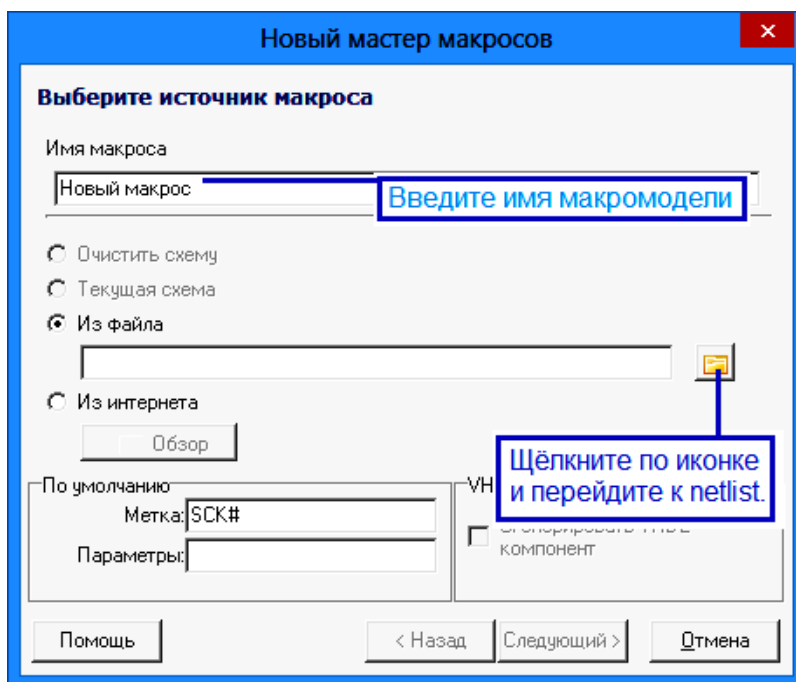 Новый мастер макросов
Выберите источник макроса
Имя макроса
Новый макрос
Введите имя макромодели
Очистить схему
Текущая схема
Из файла
Из интернета
Обзор
Щёлкните по иконке
и перейдите к netlist.
По умолчанию
VH
Метка: SCK#
компонент
Параметры:
Помощь
< Назад
Следующий >
Отмена